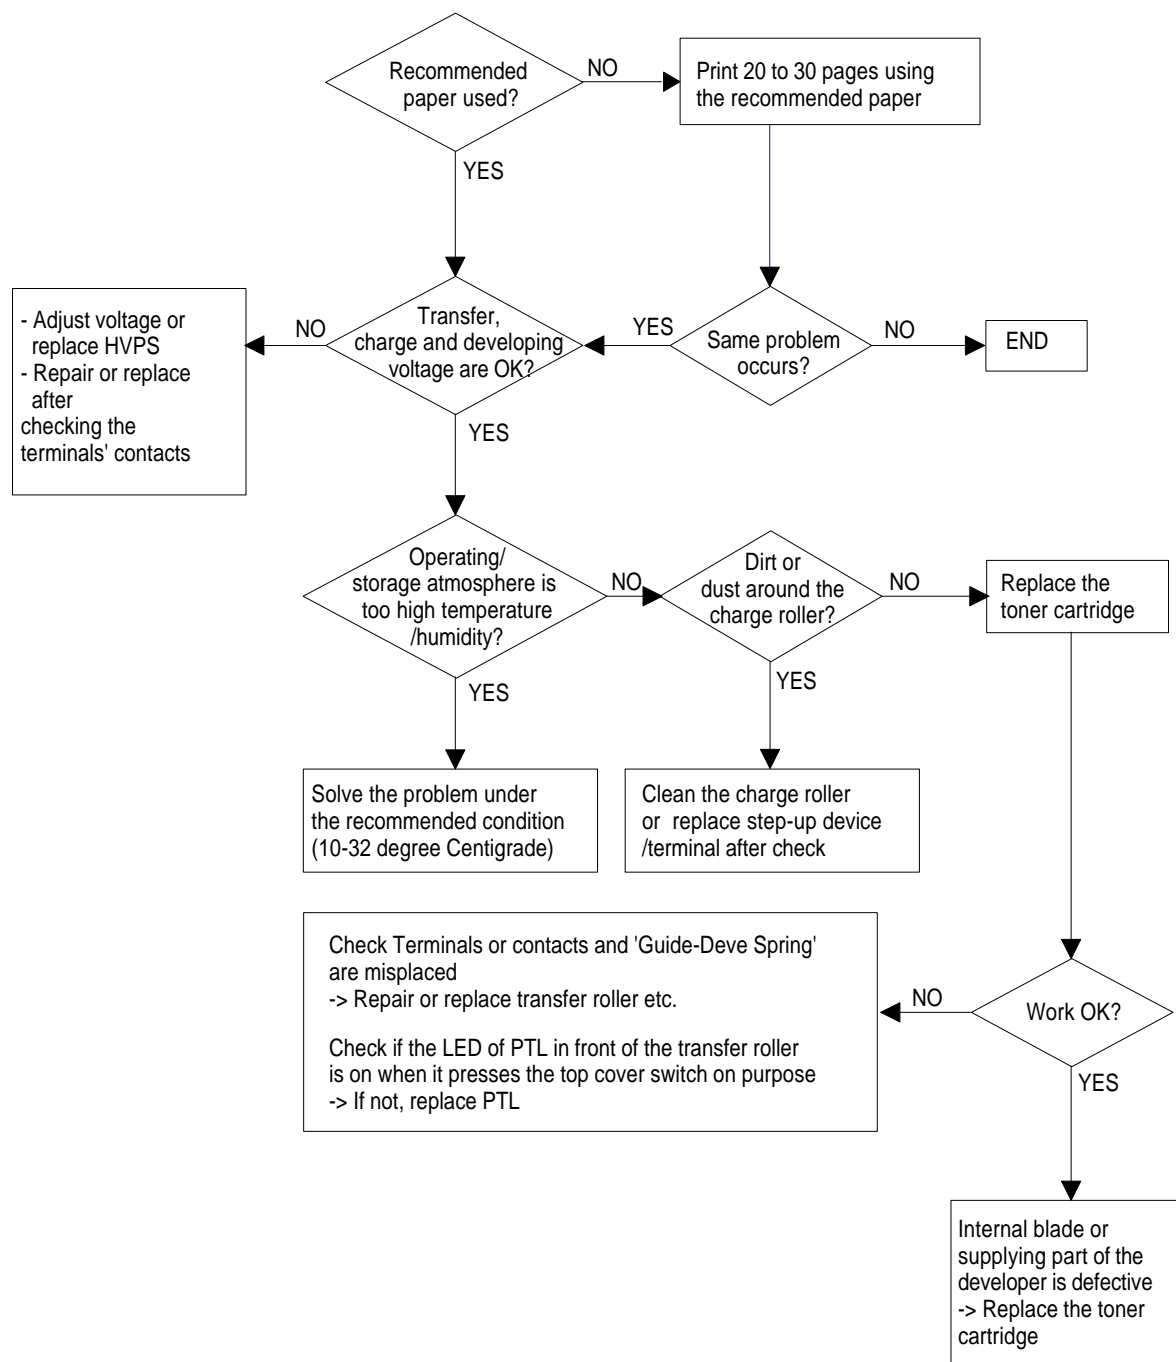 Recommended
paper used?
NO
Print 20 to 30 pages using
the recommended paper
YES
- Adjust voltage or
replace HVPS
- Repair or replace
after
checking the
terminals' contacts
NO
Transfer,
charge and developing
voltage are OK?
YES
Same problem
occurs?
NO
END
YES
Operating/
storage atmosphere is
too high temperature
/humidity?
NO
Dirt or
dust around the
charge roller?
NO
Replace the
toner cartridge
YES
YES
Solve the problem under
the recommended condition
(10-32 degree Centigrade)
Clean the charge roller
or replace step-up device
/terminal after check
Check Terminals or contacts and 'Guide-Deve Spring'
are misplaced
-> Repair or replace transfer roller etc.
Check if the LED of PTL in front of the transfer roller
is on when it presses the top cover switch on purpose
-> If not, replace PTL
NO
Work OK?
YES
Internal blade or
supplying part of the
developer is defective
-> Replace the toner
cartridge